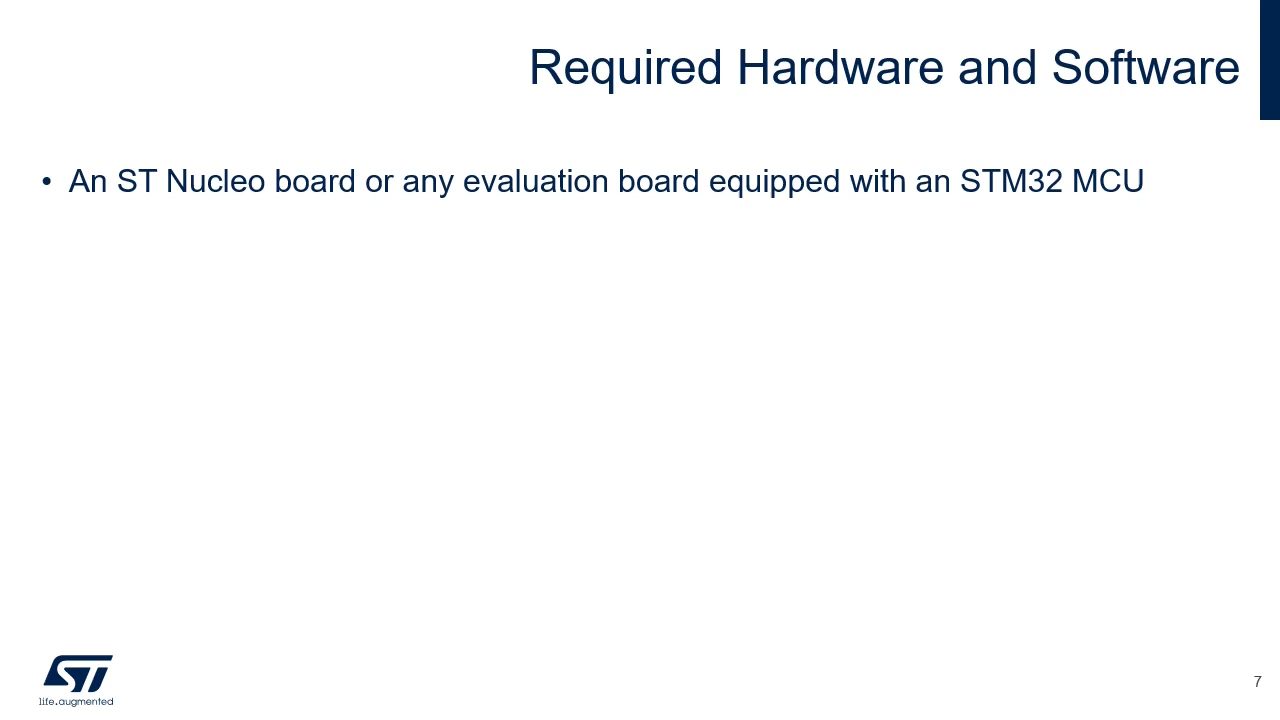 Required Hardware and Software
• An ST Nucleo board or any evaluation board equipped with an STM32 MCU
ST
life.augmented
7